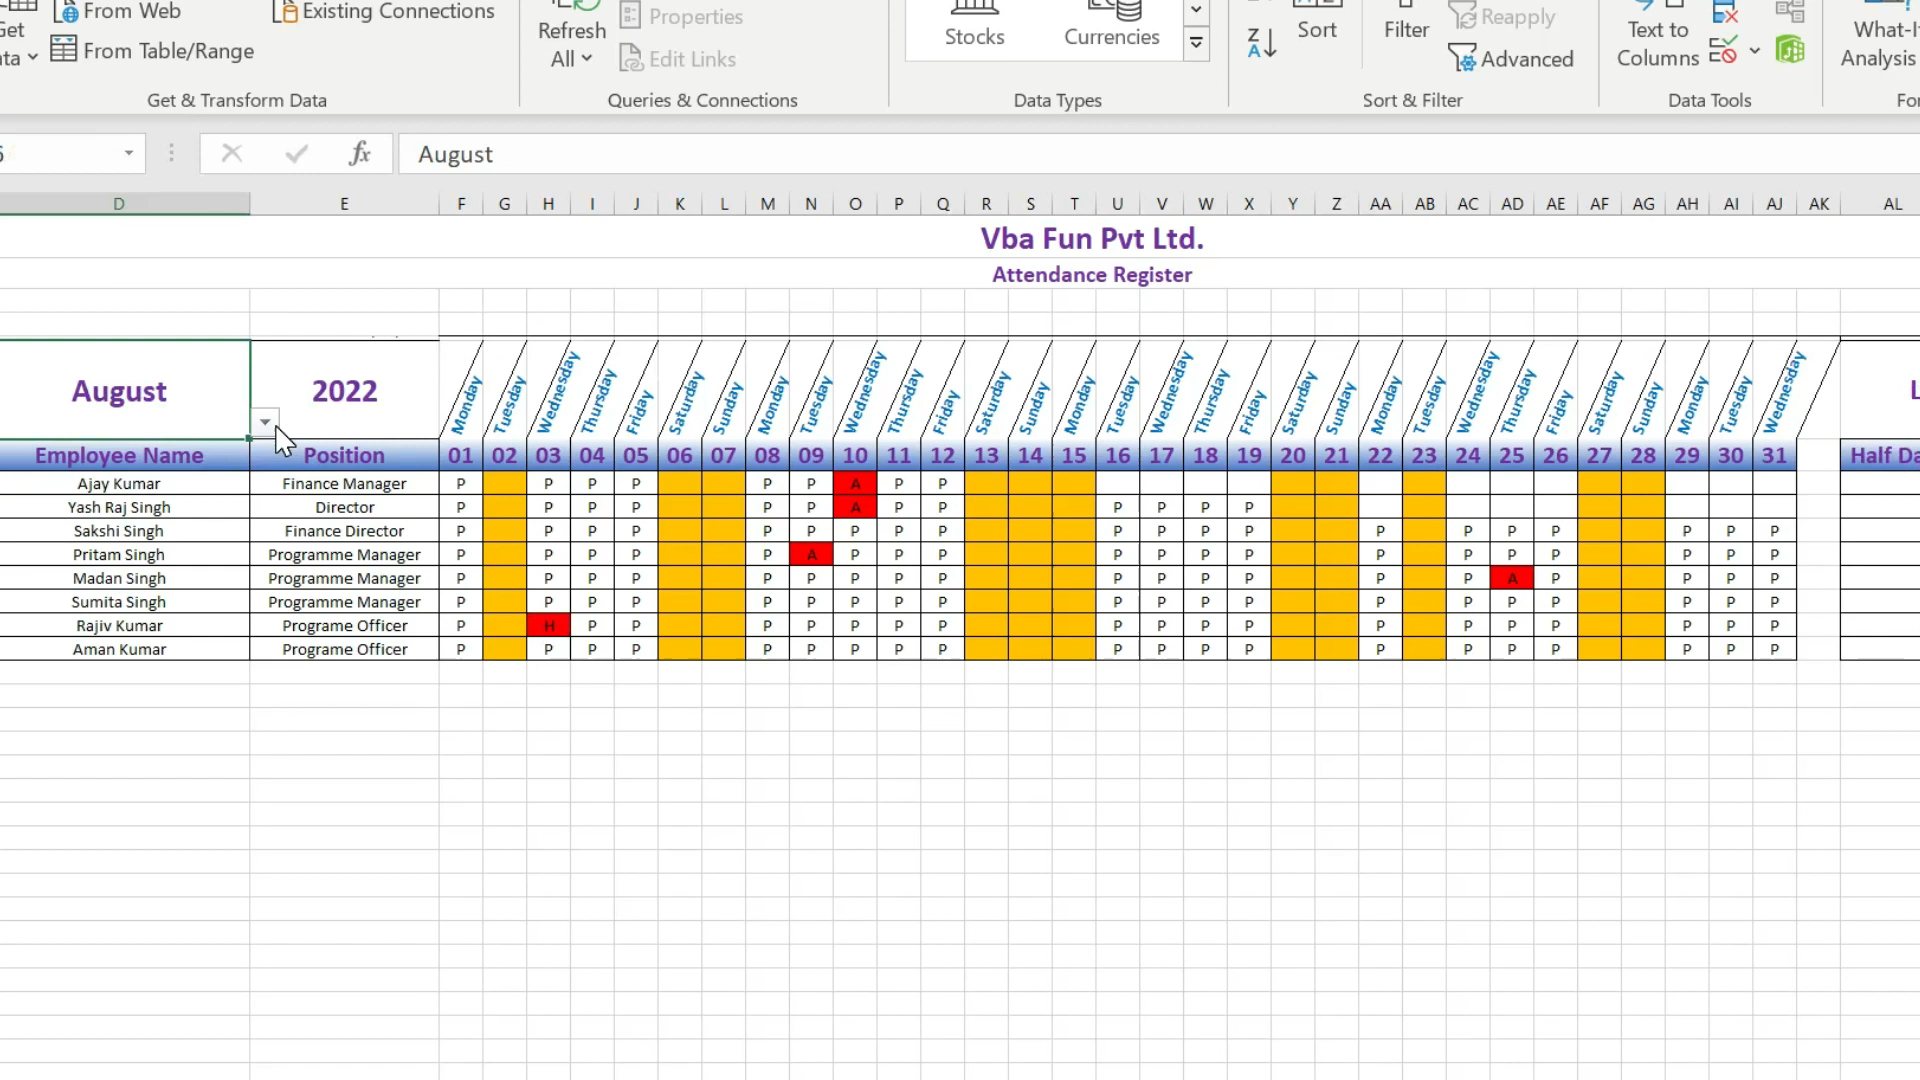 Get From Web Existing Connections Refresh Properties Stocks Currencies Sort Filter Reapply Text to
From Table/Range All Edit Links Advanced Columns Analysis
Get & Transform Data Queries & Connections Data Types Sort & Filter Data Tools
fx August
D E F G H I J K L M N O P Q R S T U V W X Y Z AA AB AC AD AE AF AG AH AI AJ AK AL
Vba Fun Pvt Ltd.
Attendance Register
August 2022 Monday Tuesday Wednesday Thursday Friday Saturday Sunday Monday Tuesday Wednesday Thursday Friday Saturday Sunday Monday Tuesday Wednesday Thursday Friday Saturday Sunday Monday Tuesday Wednesday Thursday Friday Saturday Sunday Monday Tuesday Wednesday
Employee Name Position 01 02 03 04 05 06 07 08 09 10 11 12 13 14 15 16 17 18 19 20 21 22 23 24 25 26 27 28 29 30 31 Half
Ajay Kumar Finance Manager P P P P P P A P P
Yash Raj Singh Director P P P P P P A P P P P P P
Sakshi Singh Finance Director P P P P P P P P P P P P P P P P P P P P
Pritam Singh Programme Manager P P P P P A P P P P P P P P P P P P P P
Madan Singh Programme Manager P P P P P P P P P P P P P P P A P P P P
Sumita Singh Programme Manager P P P P P P P P P P P P P P P P P P P P
Rajiv Kumar Programe Officer P H P P P P P P P P P P P P P P P P P P
Aman Kumar Programe Officer P P P P P P P P P P P P P P P P P P P P